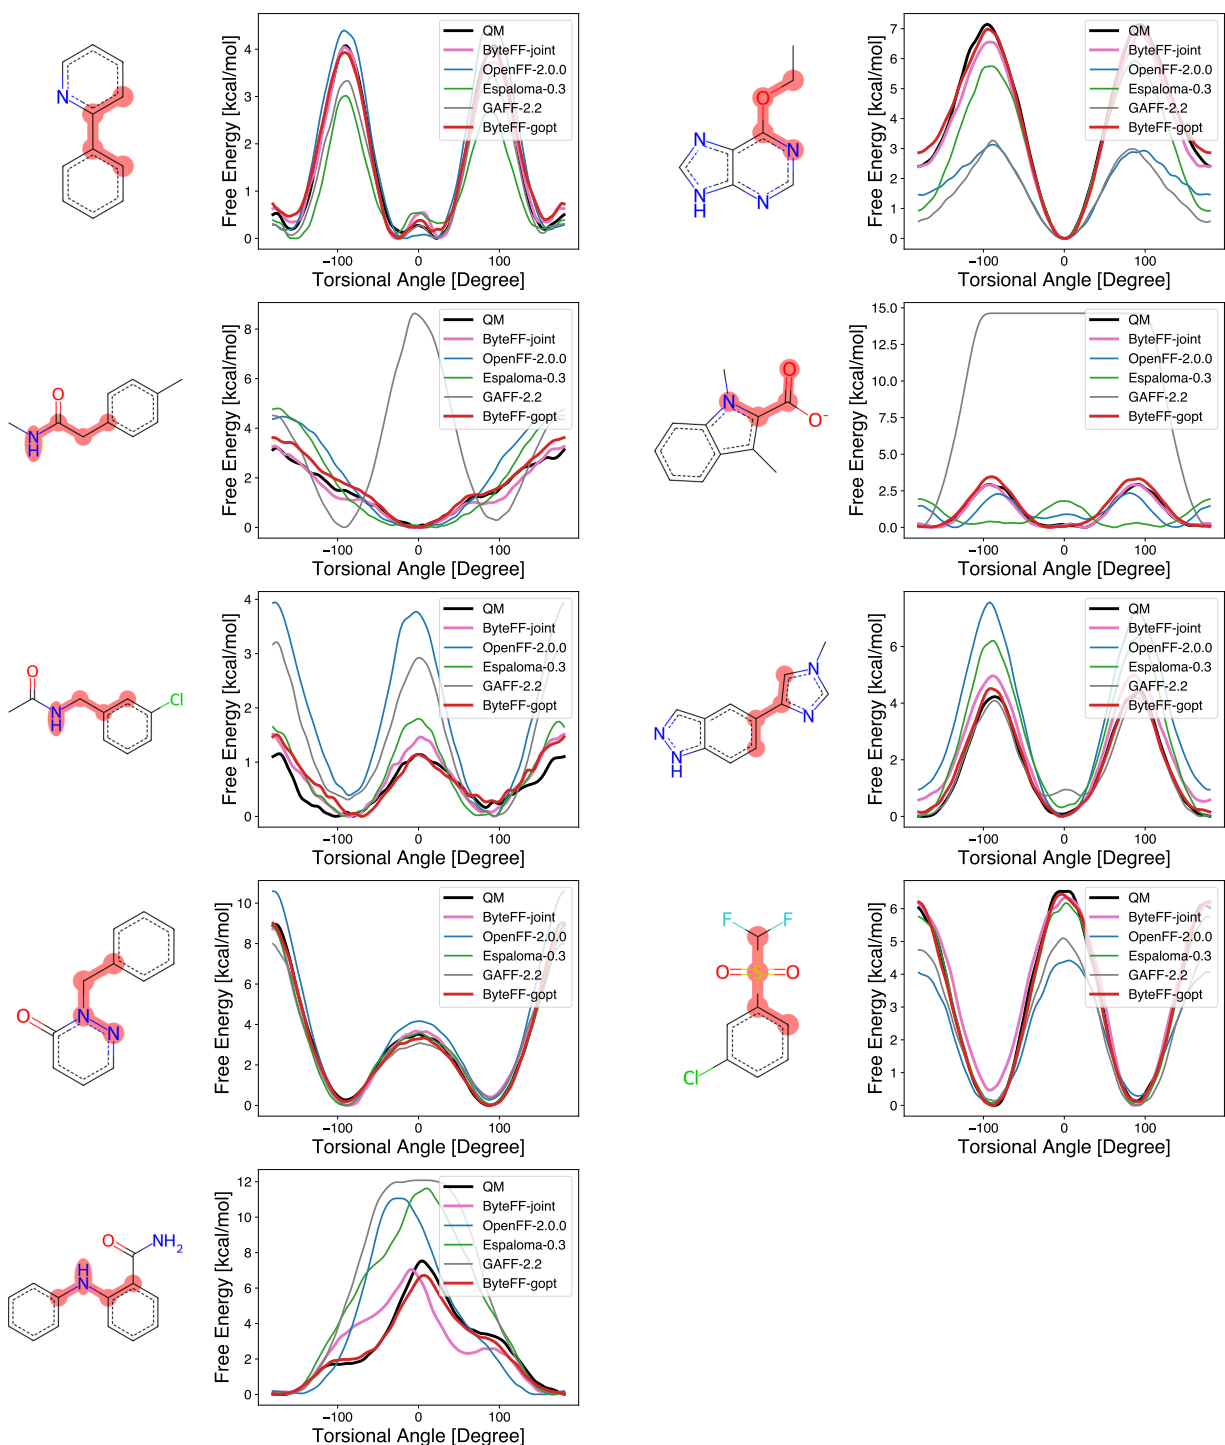 N
Free Energy [kcal/mol]
4
3
2
1
0
−100
0
100
Torsional Angle [Degree]
QM
ByteFF-joint
OpenFF-2.0.0
Espaloma-0.3
GAFF-2.2
ByteFF-gopt
O
N
N
N
N
H
Free Energy [kcal/mol]
7
6
5
4
3
2
1
0
−100
0
100
Torsional Angle [Degree]
QM
ByteFF-joint
OpenFF-2.0.0
Espaloma-0.3
GAFF-2.2
ByteFF-gopt
O
N
H
Free Energy [kcal/mol]
8
6
4
2
0
−100
0
100
Torsional Angle [Degree]
QM
ByteFF-joint
OpenFF-2.0.0
Espaloma-0.3
GAFF-2.2
ByteFF-gopt
O
N
O-
Free Energy [kcal/mol]
15.0
12.5
10.0
7.5
5.0
2.5
0.0
−100
0
100
Torsional Angle [Degree]
QM
ByteFF-joint
OpenFF-2.0.0
Espaloma-0.3
GAFF-2.2
ByteFF-gopt
O
Cl
N
H
Free Energy [kcal/mol]
4
3
2
1
0
−100
0
100
Torsional Angle [Degree]
QM
ByteFF-joint
OpenFF-2.0.0
Espaloma-0.3
GAFF-2.2
ByteFF-gopt
N
N
N
N
H
Free Energy [kcal/mol]
6
4
2
0
−100
0
100
Torsional Angle [Degree]
QM
ByteFF-joint
OpenFF-2.0.0
Espaloma-0.3
GAFF-2.2
ByteFF-gopt
O
N
N
Free Energy [kcal/mol]
10
8
6
4
2
0
−100
0
100
Torsional Angle [Degree]
QM
ByteFF-joint
OpenFF-2.0.0
Espaloma-0.3
GAFF-2.2
ByteFF-gopt
F
F
O
S
O
Cl
Free Energy [kcal/mol]
6
5
4
3
2
1
0
−100
0
100
Torsional Angle [Degree]
QM
ByteFF-joint
OpenFF-2.0.0
Espaloma-0.3
GAFF-2.2
ByteFF-gopt
O
NH2
H
N
Free Energy [kcal/mol]
12
10
8
6
4
2
0
−100
0
100
Torsional Angle [Degree]
QM
ByteFF-joint
OpenFF-2.0.0
Espaloma-0.3
GAFF-2.2
ByteFF-gopt